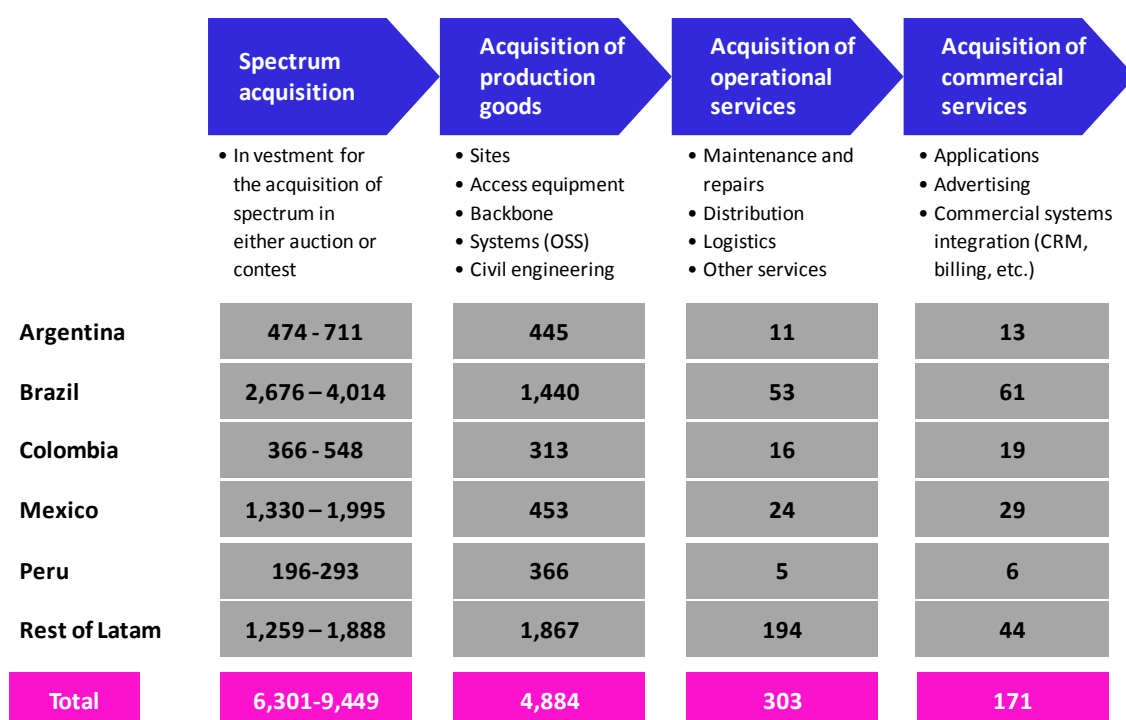 Spectrum
acquisition
Acquisition of
production
goods
Acquisition of
operational
services
Acquisition of
commercial
services
• In vestment for
the acquisition of
spectrum in
either auction or
contest
• Sites
• Access equipment
• Backbone
• Systems (OSS)
• Civil engineering
• Maintenance and
repairs
• Distribution
• Logistics
• Other services
• Applications
• Advertising
• Commercial systems
integration (CRM,
billing, etc.)
Argentina 474 - 711 445 11 13
Brazil 2,676 – 4,014 1,440 53 61
Colombia 366 - 548 313 16 19
Mexico 1,330 – 1,995 453 24 29
Peru 196-293 366 5 6
Rest of Latam 1,259 – 1,888 1,867 194 44
Total 6,301-9,449 4,884 303 171